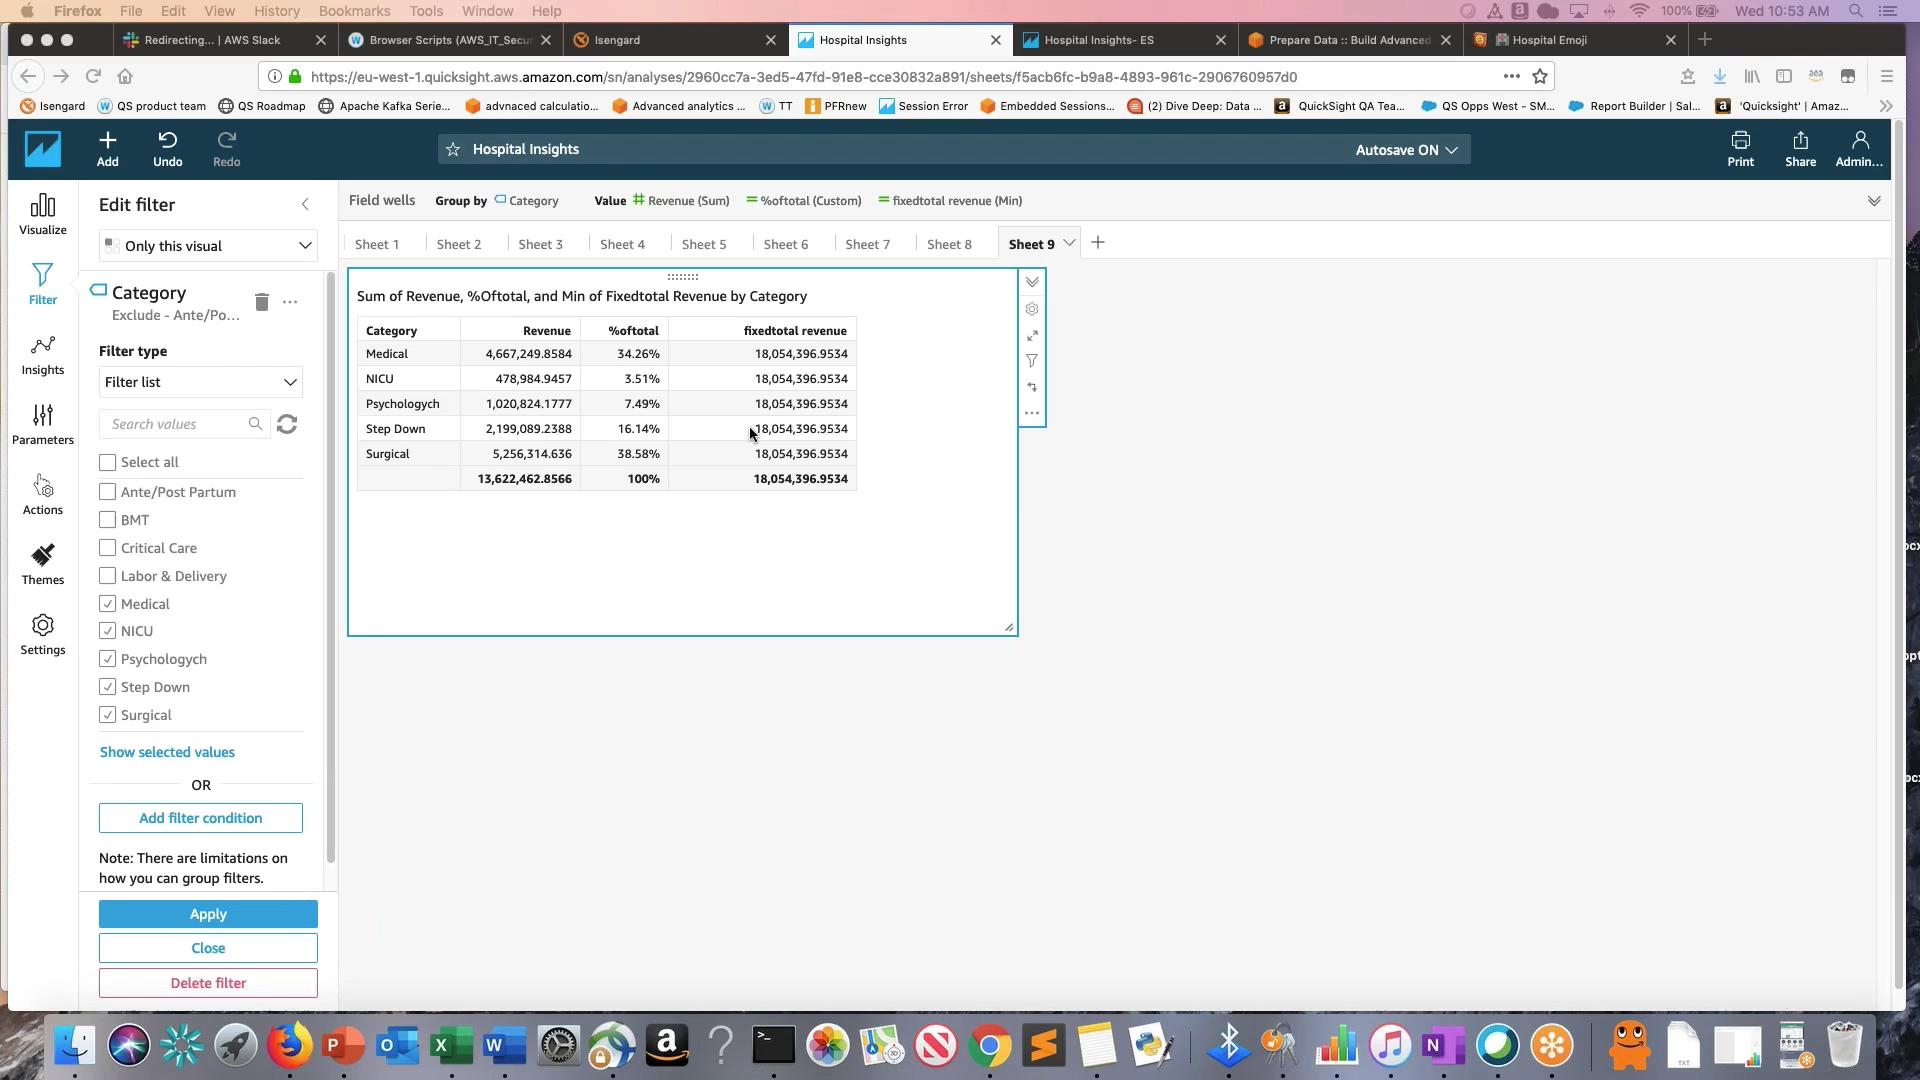 Firefox File Edit View History Bookmarks Tools Window Help 100% Wed 10:53 AM
Redirecting... | AWS Slack Browser Scripts (AWS_IT_Secur Isengard Hospital Insights Hospital Insights- ES Prepare Data :: Build Advanced Hospital Emoji
https://eu-west-1.quicksight.aws.amazon.com/sn/analyses/2960cc7a-3ed5-47fd-91e8-cce30832a891/sheets/f5acb6fc-b9a8-4893-961c-2906760957d0
Isengard QS product team QS Roadmap Apache Kafka Serie... advnaced calculatio... Advanced analytics ... TT PFRnew Session Error Embedded Sessions... (2) Dive Deep: Data ... QuickSight QA Tea... QS Opps West - SM... Report Builder | Sal... 'Quicksight' | Amaz...
Add Undo Redo Hospital Insights Autosave ON Print Share Admin...
Visualize
Filter
Insights
Parameters
Actions
Themes
Settings
Edit filter
Only this visual
Category
Exclude - Ante/Po...
Filter type
Filter list
Search values
Select all
Ante/Post Partum
BMT
Critical Care
Labor & Delivery
Medical
NICU
Psychologych
Step Down
Surgical
Show selected values
OR
Add filter condition
Note: There are limitations on
how you can group filters.
Apply
Close
Delete filter
Field wells Group by Category Value Revenue (Sum) %oftotal (Custom) fixedtotal revenue (Min)
Sheet 1 Sheet 2 Sheet 3 Sheet 4 Sheet 5 Sheet 6 Sheet 7 Sheet 8 Sheet 9
Sum of Revenue, %Oftotal, and Min of Fixedtotal Revenue by Category
Category Revenue %oftotal fixedtotal revenue
Medical 4,667,249.8584 34.26% 18,054,396.9534
NICU 478,984.9457 3.51% 18,054,396.9534
Psychologych 1,020,824.1777 7.49% 18,054,396.9534
Step Down 2,199,089.2388 16.14% 18,054,396.9534
Surgical 5,256,314.636 38.58% 18,054,396.9534
13,622,462.8566 100% 18,054,396.9534